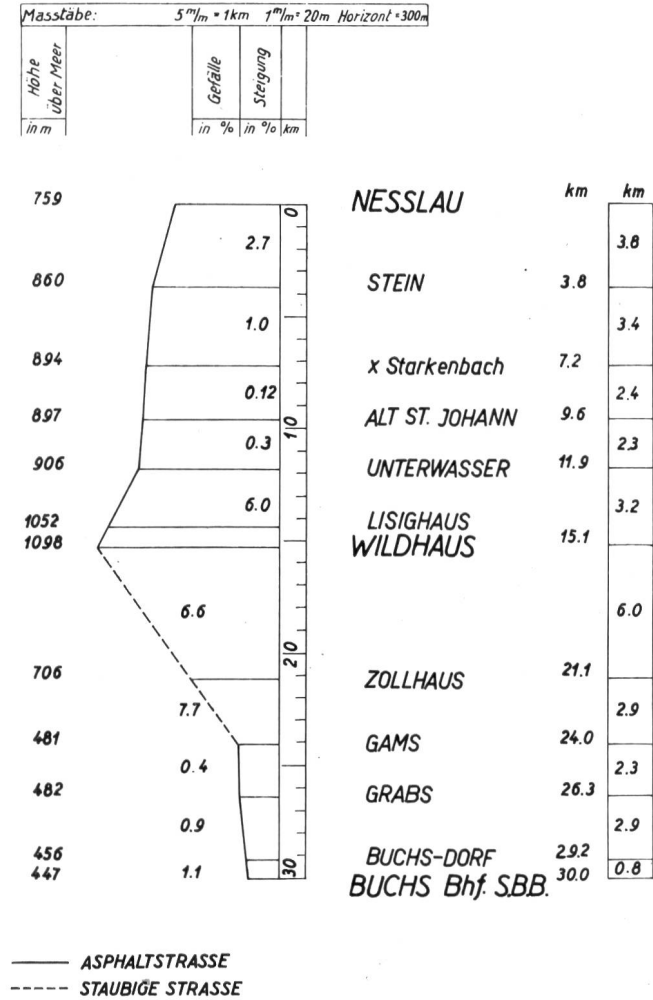 Masstäbe: 5 m/m = 1km 1 m/m = 20m Horizont = 300m
Höhe über Meer Gefälle Steigung
in m in % in % km
759 NESSLAU km km
0
2.7 3.8
860 STEIN 3.8
1.0 3.4
894 x Starkenbach 7.2
0.12 2.4
897 ALT ST. JOHANN 9.6
10
0.3 2.3
906 UNTERWASSER 11.9
6.0 3.2
1052 LISIGHAUS
1098 WILDHAUS 15.1
6.6 6.0
20
706 ZOLLHAUS 21.1
7.7 2.9
481 GAMS 24.0
0.4 2.3
482 GRABS 26.3
0.9 2.9
456 BUCHS-DORF 2.9.2
30
447 1.1 BUCHS Bhf. S.B.B. 30.0 0.8
ASPHALTSTRASSE
STAUBIGE STRASSE